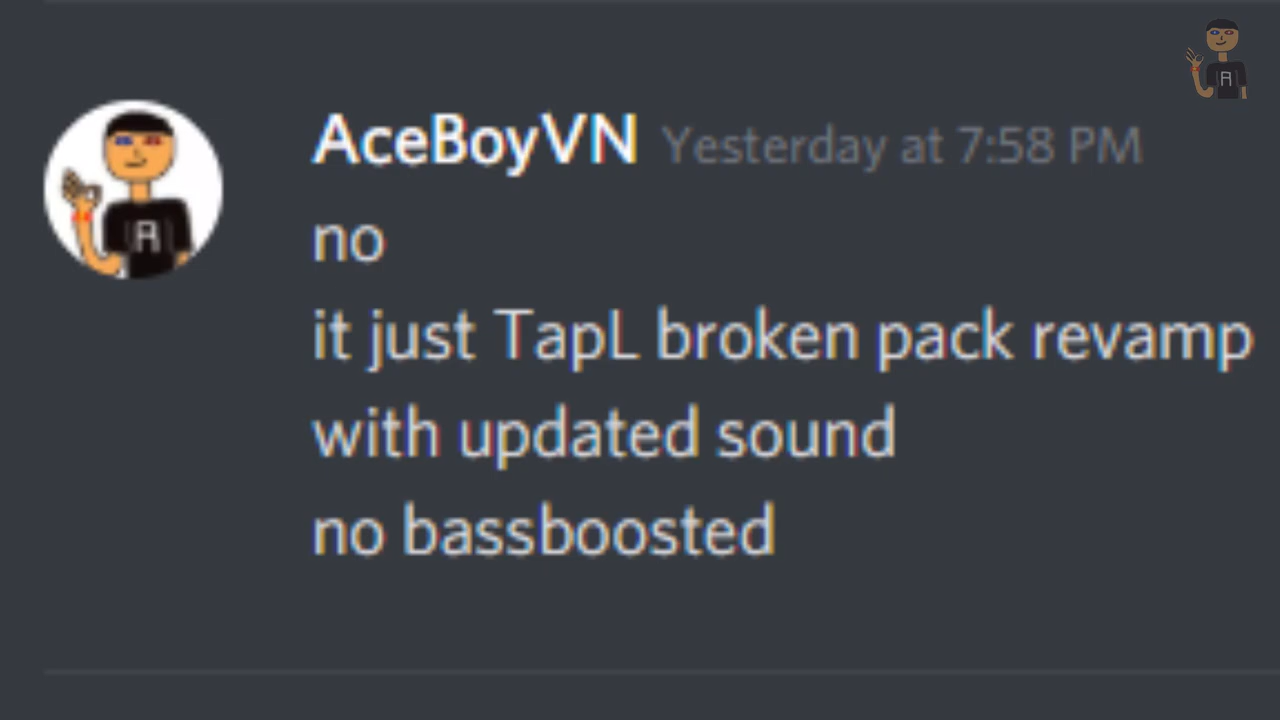 AceBoyVN Yesterday at 7:58 PM
no
it just TapL broken pack revamp
with updated sound
no bassboosted